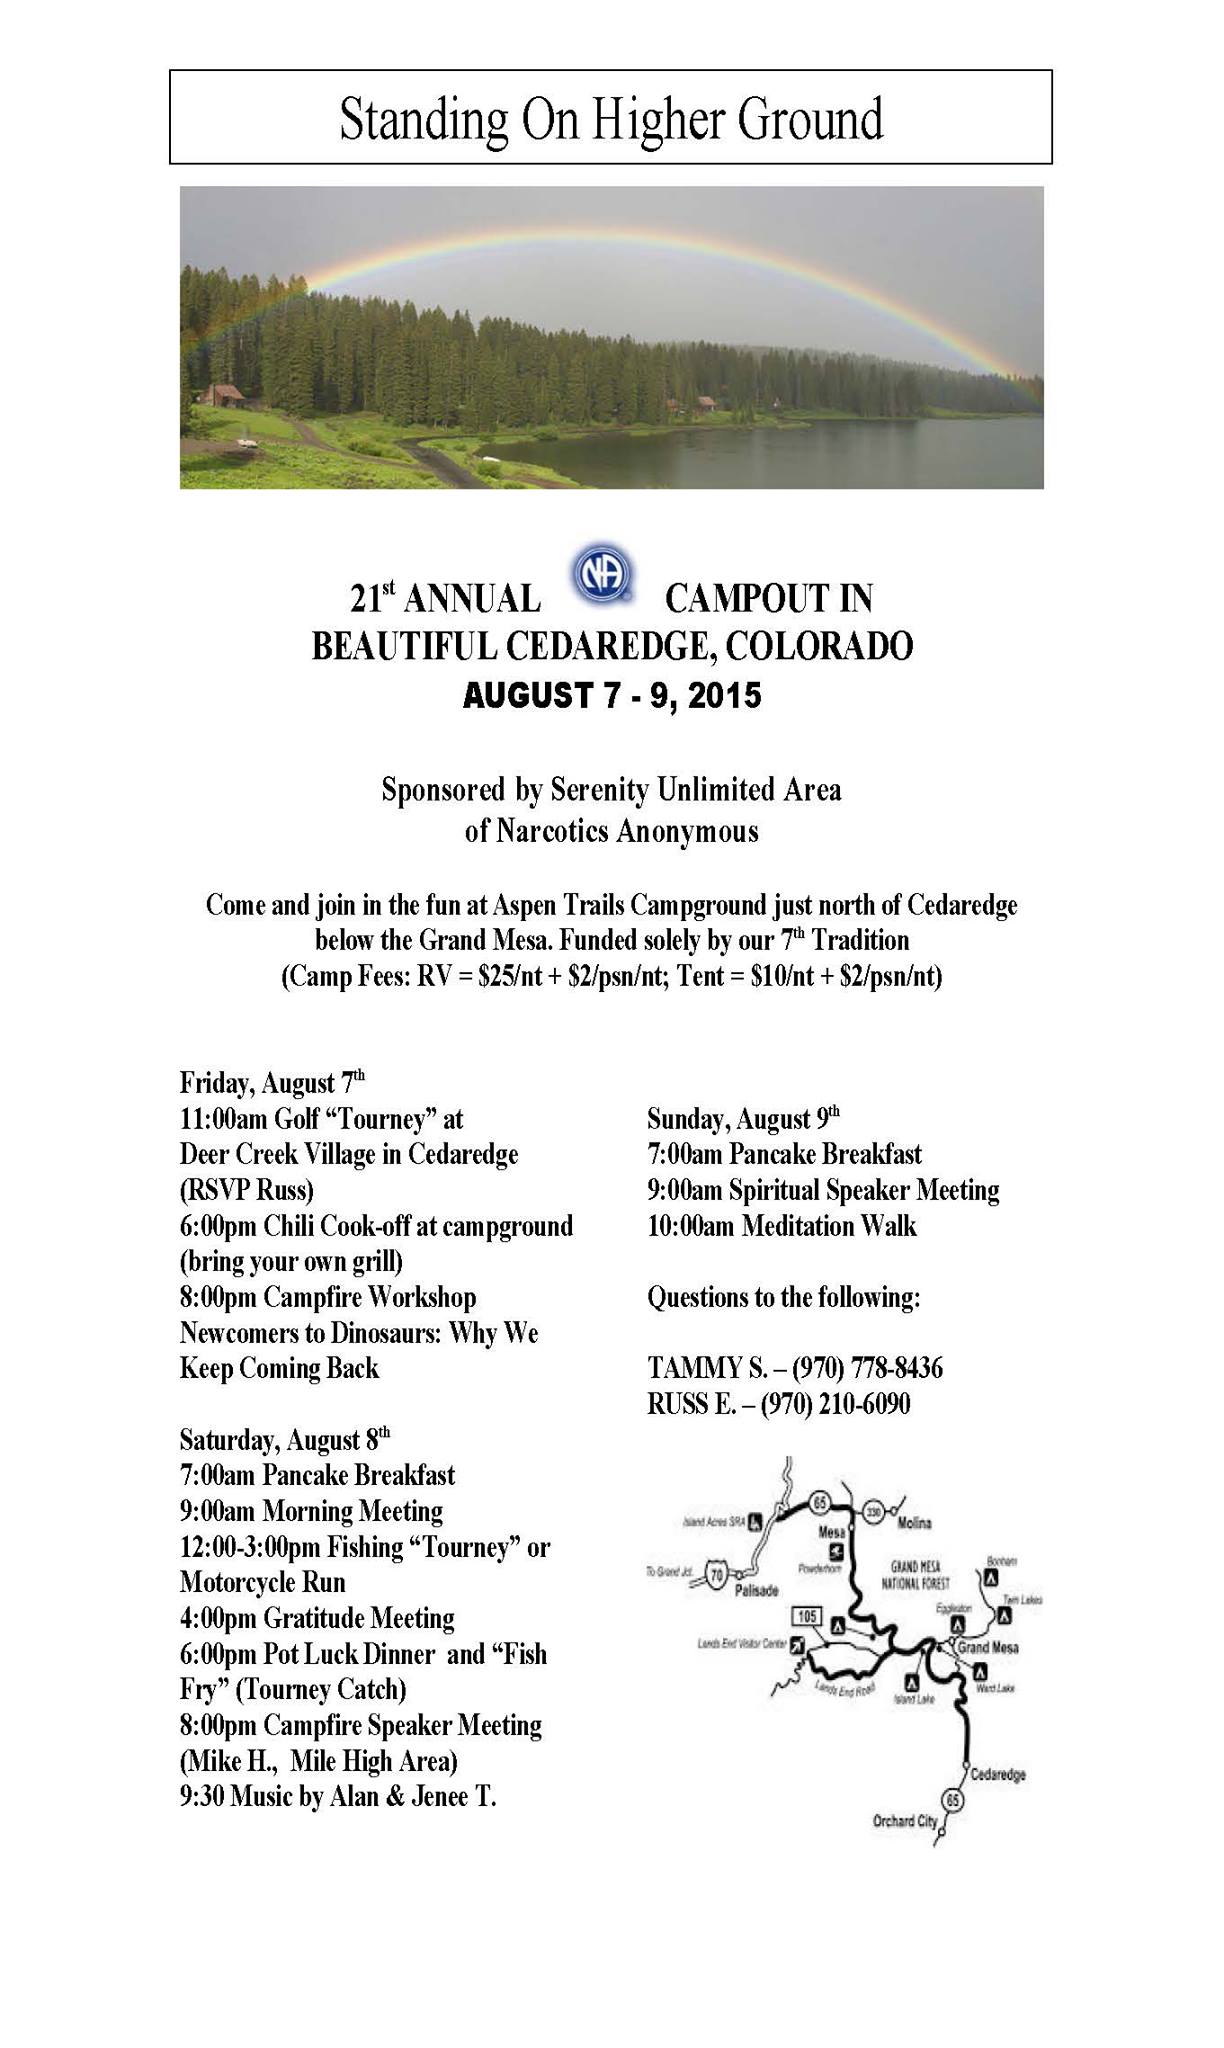 Standing On Higher Ground
21st ANNUAL NA CAMPOUT IN
BEAUTIFUL CEDAREDGE, COLORADO
AUGUST 7 - 9, 2015
Sponsored by Serenity Unlimited Area
of Narcotics Anonymous
Come and join in the fun at Aspen Trails Campground just north of Cedaredge
below the Grand Mesa. Funded solely by our 7th Tradition
(Camp Fees: RV = $25/nt + $2/psn/nt; Tent = $10/nt + $2/psn/nt)
Friday, August 7th
11:00am Golf “Tourney” at
Deer Creek Village in Cedaredge
(RSVP Russ)
6:00pm Chili Cook-off at campground
(bring your own grill)
8:00pm Campfire Workshop
Newcomers to Dinosaurs: Why We
Keep Coming Back
Saturday, August 8th
7:00am Pancake Breakfast
9:00am Morning Meeting
12:00-3:00pm Fishing “Tourney” or
Motorcycle Run
4:00pm Gratitude Meeting
6:00pm Pot Luck Dinner and “Fish
Fry” (Tourney Catch)
8:00pm Campfire Speaker Meeting
(Mike H., Mile High Area)
9:30 Music by Alan & Jenee T.
Sunday, August 9th
7:00am Pancake Breakfast
9:00am Spiritual Speaker Meeting
10:00am Meditation Walk
Questions to the following:
TAMMY S. – (970) 778-8436
RUSS E. – (970) 210-6090
65
330
Island Acres SRA
Molina
Mesa
To Grand Jct.
70
Powderhorn
GRAND MESA
NATIONAL FOREST
Bonham
Palisade
Twin Lakes
Eggleston
105
Lands End Visitor Center
Grand Mesa
Lands End Road
Ward Lake
Island Lake
Cedaredge
65
Orchard City